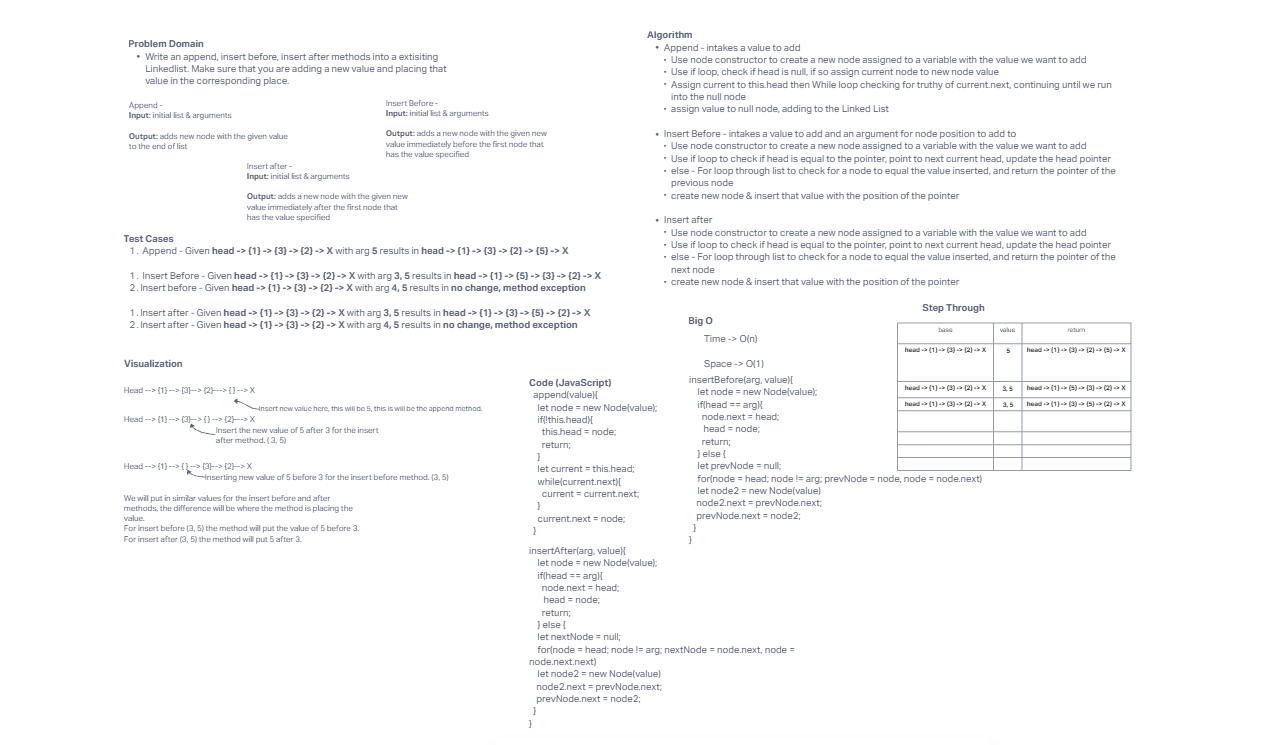 Problem Domain
• Write an append, insert before, insert after methods into a extisiting
Linkedlist. Make sure that you are adding a new value and placing that
value in the corresponding place.
Append -
Input: initial list & arguments
Output: adds new node with the given value
to the end of list
Insert Before -
Input: initial list & arguments
Output: adds a new node with the given new
value immediately before the first node that
has the value specified
Insert after -
Input: initial list & arguments
Output: adds a new node with the given new
value immediately after the first node that
has the value specified
Test Cases
1. Append - Given head -> {1} -> {3} -> {2} -> X with arg 5 results in head -> {1} -> {3} -> {2} -> {5} -> X
1. Insert Before - Given head -> {1} -> {3} -> {2} -> X with arg 3, 5 results in head -> {1} -> {5} -> {3} -> {2} -> X
2. Insert before - Given head -> {1} -> {3} -> {2} -> X with arg 4, 5 results in no change, method exception
1. Insert after - Given head -> {1} -> {3} -> {2} -> X with arg 3, 5 results in head -> {1} -> {3} -> {5} -> {2} -> X
2. Insert after - Given head -> {1} -> {3} -> {2} -> X with arg 4, 5 results in no change, method exception
Visualization
Head --> {1} --> {3}--> {2}---> { } --> X
Insert new value here, this will be 5, this is will be the append method.
Head --> {1} --> {3}--> { } --> {2}--> X
Insert the new value of 5 after 3 for the insert
after method. ( 3, 5)
Head --> {1} --> { } --> {3}--> {2}--> X
Inserting new value of 5 before 3 for the insert before method. (3, 5)
We will put in similar values for the insert before and after
methods, the difference will be where the method is placing the
value.
For insert before (3, 5) the method will put the value of 5 before 3.
For insert after (3, 5) the method will put 5 after 3.
Algorithm
• Append - intakes a value to add
• Use node constructor to create a new node assigned to a variable with the value we want to add
• Use if loop, check if head is null, if so assign current node to new node value
• Assign current to this.head then While loop checking for truthy of current.next, continuing until we run
into the null node
• assign value to null node, adding to the Linked List
• Insert Before - intakes a value to add and an argument for node position to add to
• Use node constructor to create a new node assigned to a variable with the value we want to add
• Use if loop to check if head is equal to the pointer, point to next current head, update the head pointer
• else - For loop through list to check for a node to equal the value inserted, and return the pointer of the
previous node
• create new node & insert that value with the position of the pointer
• Insert after
• Use node constructor to create a new node assigned to a variable with the value we want to add
• Use if loop to check if head is equal to the pointer, point to next current head, update the head pointer
• else - For loop through list to check for a node to equal the value inserted, and return the pointer of the
next node
• create new node & insert that value with the position of the pointer
Big O
Time -> O(n)
Space -> O(1)
Step Through
base value return
head -> {1} -> {3} -> {2} -> X 5 head -> {1} -> {3} -> {2} -> {5} -> X
head -> {1} -> {3} -> {2} -> X 3, 5 head -> {1} -> {5} -> {3} -> {2} -> X
head -> {1} -> {3} -> {2} -> X 3, 5 head -> {1} -> {3} -> {5} -> {2} -> X
Code (JavaScript)
append(value){
let node = new Node(value);
if(!this.head){
this.head = node;
return;
}
let current = this.head;
while(current.next){
current = current.next;
}
current.next = node;
}
insertAfter(arg, value){
let node = new Node(value);
if(head == arg){
node.next = head;
head = node;
return;
} else {
let nextNode = null;
for(node = head; node != arg; nextNode = node.next, node =
node.next.next)
let node2 = new Node(value)
node2.next = prevNode.next;
prevNode.next = node2;
}
}
insertBefore(arg, value){
let node = new Node(value);
if(head == arg){
node.next = head;
head = node;
return;
} else {
let prevNode = null;
for(node = head; node != arg; prevNode = node, node = node.next)
let node2 = new Node(value)
node2.next = prevNode.next;
prevNode.next = node2;
}
}